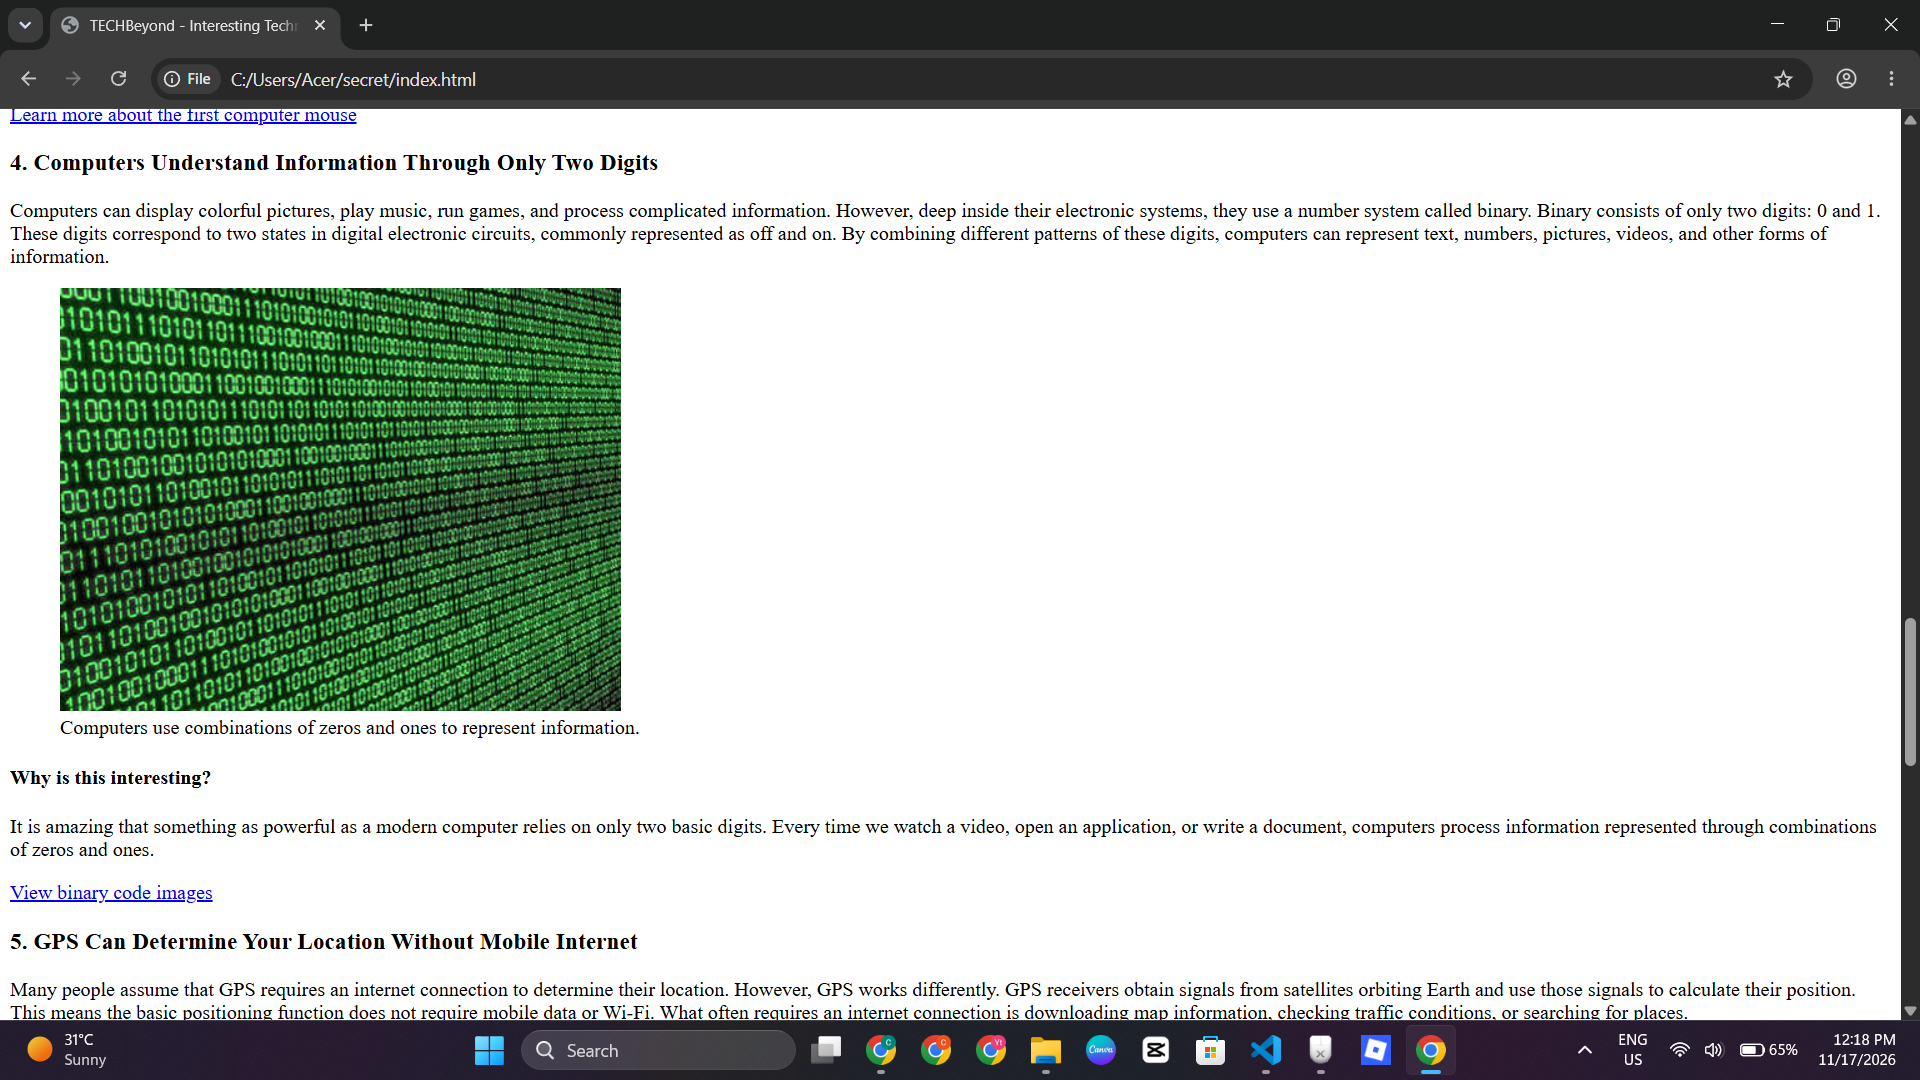 TECHBeyond - Interesting Techn
File
C:/Users/Acer/secret/index.html
Learn more about the first computer mouse
4. Computers Understand Information Through Only Two Digits
Computers can display colorful pictures, play music, run games, and process complicated information. However, deep inside their electronic systems, they use a number system called binary. Binary consists of only two digits: 0 and 1.
These digits correspond to two states in digital electronic circuits, commonly represented as off and on. By combining different patterns of these digits, computers can represent text, numbers, pictures, videos, and other forms of
information.
Computers use combinations of zeros and ones to represent information.
Why is this interesting?
It is amazing that something as powerful as a modern computer relies on only two basic digits. Every time we watch a video, open an application, or write a document, computers process information represented through combinations
of zeros and ones.
View binary code images
5. GPS Can Determine Your Location Without Mobile Internet
Many people assume that GPS requires an internet connection to determine their location. However, GPS works differently. GPS receivers obtain signals from satellites orbiting Earth and use those signals to calculate their position.
This means the basic positioning function does not require mobile data or Wi-Fi. What often requires an internet connection is downloading map information, checking traffic conditions, or searching for places.
31°C
Sunny
Search
Canva
ENG
US
65%
12:18 PM
11/17/2026